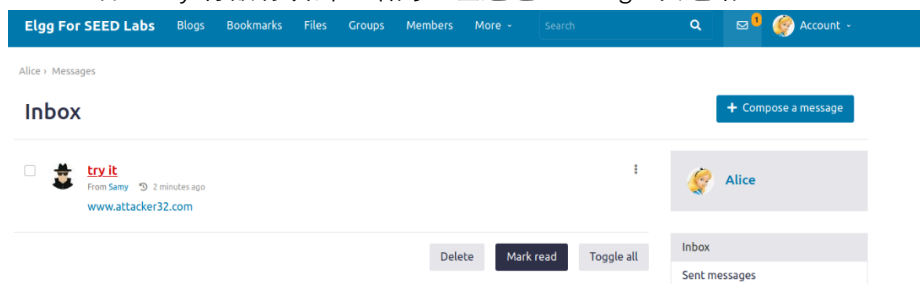 Elgg For SEED Labs Blogs Bookmarks Files Groups Members More Search 1 Account
Alice › Messages
Inbox
+ Compose a message
try it
From Samy 2 minutes ago
www.attacker32.com
Alice
Delete Mark read Toggle all
Inbox
Sent messages